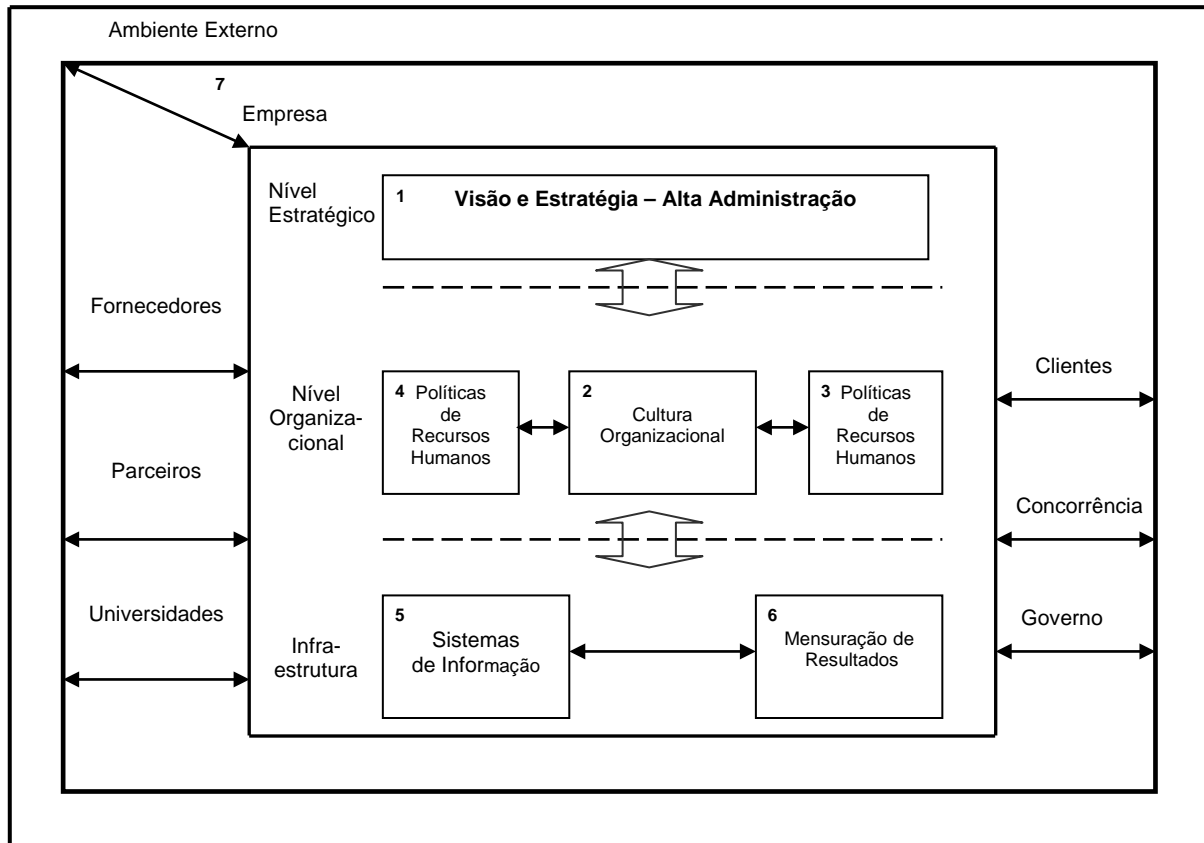 Ambiente Externo
7
Empresa
Nível
Estratégico
1 Visão e Estratégia – Alta Administração
Fornecedores
Parceiros
Universidades
Nível
Organiza-
cional
4 Políticas
de
Recursos
Humanos
2
Cultura
Organizacional
3 Políticas
de
Recursos
Humanos
Clientes
Concorrência
Governo
Infra-
estrutura
5
Sistemas
de Informação
6
Mensuração de
Resultados